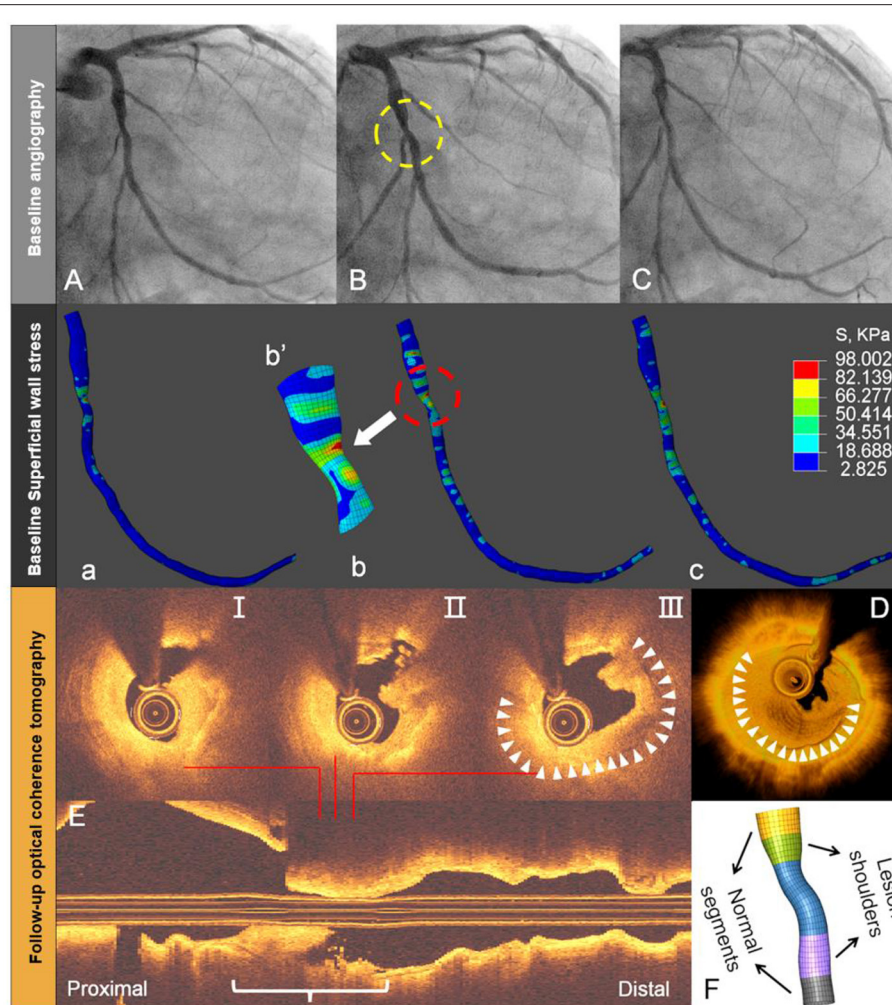 Baseline angiography
A
B
C
Baseline Superficial wall stress
a
b'
b
c
S, KPa
98.002
82.139
66.277
50.414
34.551
18.688
2.825
Follow-up optical coherence tomography
I
II
III
D
E
Proximal
Distal
Normal
segments
Lesion
shoulders
F